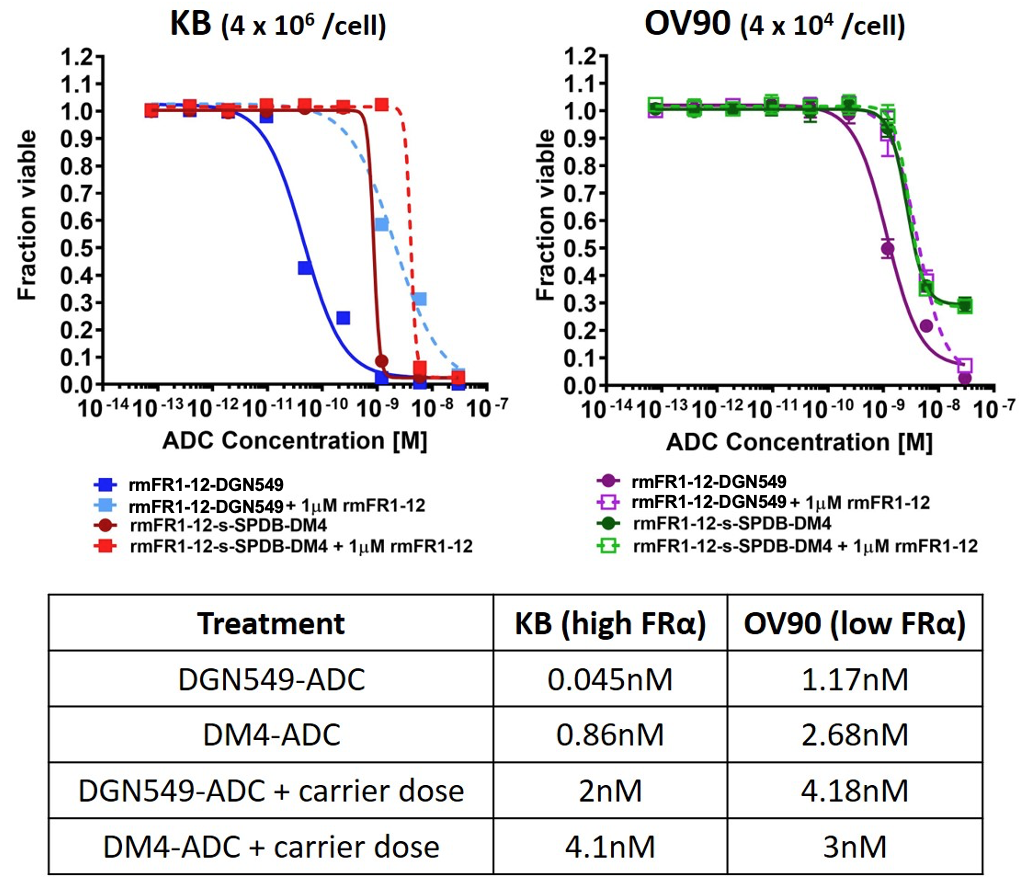 KB (4 x 10⁶ /cell)
1.2
1.1
1.0
0.9
0.8
0.7
0.6
0.5
0.4
0.3
0.2
0.1
0.0
Fraction viable
10⁻¹⁴ 10⁻¹³ 10⁻¹² 10⁻¹¹ 10⁻¹⁰ 10⁻⁹ 10⁻⁸ 10⁻⁷
ADC Concentration [M]
rmFR1-12-DGN549
rmFR1-12-DGN549 + 1µM rmFR1-12
rmFR1-12-s-SPDB-DM4
rmFR1-12-s-SPDB-DM4 + 1µM rmFR1-12
OV90 (4 x 10⁴ /cell)
1.2
1.1
1.0
0.9
0.8
0.7
0.6
0.5
0.4
0.3
0.2
0.1
0.0
Fraction viable
10⁻¹⁴ 10⁻¹³ 10⁻¹² 10⁻¹¹ 10⁻¹⁰ 10⁻⁹ 10⁻⁸ 10⁻⁷
ADC Concentration [M]
rmFR1-12-DGN549
rmFR1-12-DGN549 + 1µM rmFR1-12
rmFR1-12-s-SPDB-DM4
rmFR1-12-s-SPDB-DM4 + 1µM rmFR1-12
Treatment KB (high FRα) OV90 (low FRα)
DGN549-ADC 0.045nM 1.17nM
DM4-ADC 0.86nM 2.68nM
DGN549-ADC + carrier dose 2nM 4.18nM
DM4-ADC + carrier dose 4.1nM 3nM